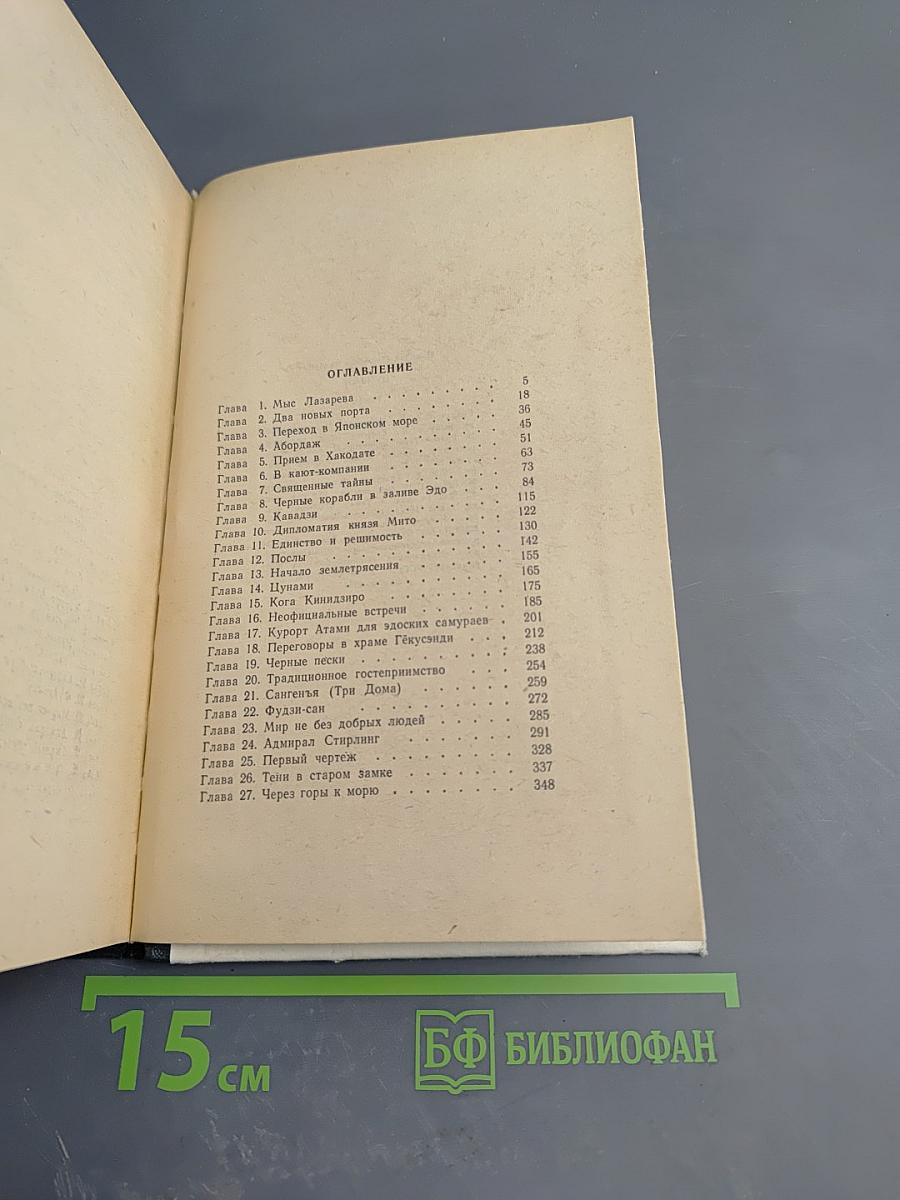 ОГЛАВЛЕНИЕ
Глава 1. Мыс Лазарева . . . . . . . . 5
Глава 2. Два новых порта . . . . . . . 18
Глава 3. Переход в Японском море . . . . . 36
Глава 4. Абордаж . . . . . . . . . 45
Глава 5. Прием в Хакодате . . . . . . . 51
Глава 6. В кают-компании . . . . . . . 63
Глава 7. Священные тайны . . . . . . . 73
Глава 8. Черные корабли в заливе Эдо . . . 84
Глава 9. Кавадзи . . . . . . . . . 115
Глава 10. Дипломатия князя Мито . . . . . 122
Глава 11. Единство и решимость . . . . . . 130
Глава 12. Послы . . . . . . . . . . 142
Глава 13. Начало землетрясения . . . . . . 155
Глава 14. Цунами . . . . . . . . . 165
Глава 15. Кога Кинидзиро . . . . . . . . 175
Глава 16. Неофициальные встречи . . . . . 185
Глава 17. Курорт Атами для эдоских самураев . 201
Глава 18. Переговоры в храме Гёкусэнди . . . 212
Глава 19. Черные пески . . . . . . . . 238
Глава 20. Традиционное гостеприимство . . . 254
Глава 21. Сангенъя (Три Дома) . . . . . . 259
Глава 22. Фудзи-сан . . . . . . . . . 272
Глава 23. Мир не без добрых людей . . . . . 285
Глава 24. Адмирал Стирлинг . . . . . . . 291
Глава 25. Первый чертеж . . . . . . . . 328
Глава 26. Тени в старом замке . . . . . . . 337
Глава 27. Через горы к морю . . . . . . . . 348
15 см
БФ БИБЛИОФАН